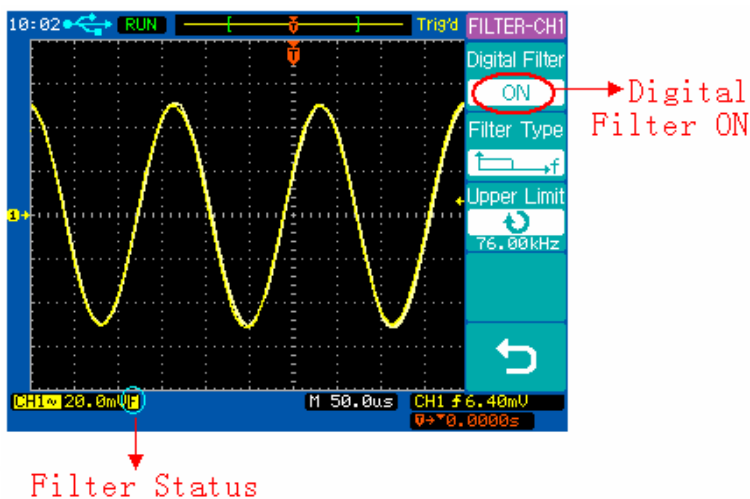 10:02 RUN Trig'd FILTER-CH1
Digital Filter
ON
Digital
Filter ON
Filter Type
f
Upper Limit
76.00kHz
T
1
CH1~ 20.0mV F M 50.0us CH1 6.40mV
T→▼0.0000s
Filter Status